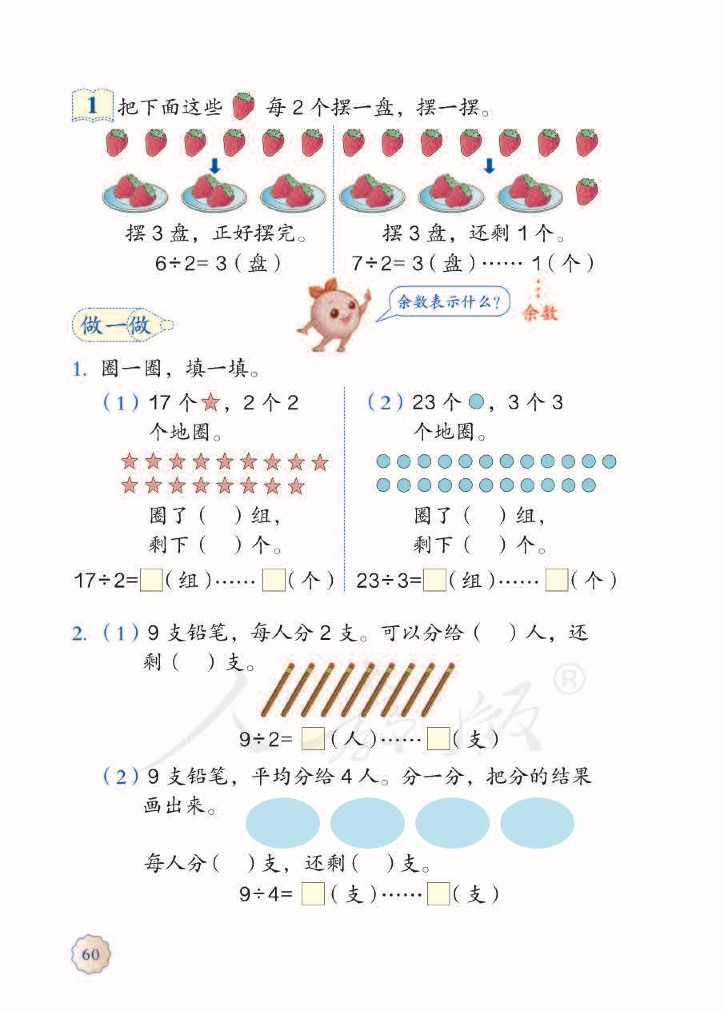 1 把下面这些 每2个摆一盘，摆一摆。
摆3盘，正好摆完。
6÷2=3(盘)
摆3盘，还剩1个。
7÷2=3(盘)…… 1(个)
余数表示什么？
余数
做一做
1. 圈一圈，填一填。
(1) 17个 ，2个2
个地圈。
圈了( )组，
剩下( )个。
17÷2= (组)…… (个)
(2) 23个 ，3个3
个地圈。
圈了( )组，
剩下( )个。
23÷3= (组)…… (个)
2. (1) 9支铅笔，每人分2支。可以分给( )人，还
剩( )支。
9÷2= (人)…… (支)
(2) 9支铅笔，平均分给4人。分一分，把分的结果
画出来。
每人分( )支，还剩( )支。
9÷4= (支)…… (支)
人教版®
60